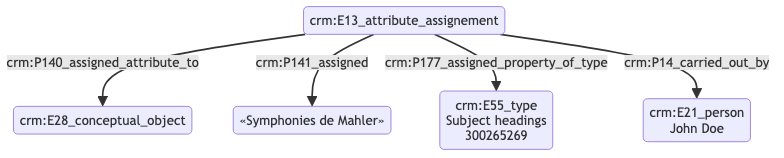 crm:E13_attribute_assignement
crm:P140_assigned_attribute_to
crm:P141_assigned
crm:P177_assigned_property_of_type
crm:P14_carried_out_by
crm:E28_conceptual_object
«Symphonies de Mahler»
crm:E55_type
Subject headings
300265269
crm:E21_person
John Doe